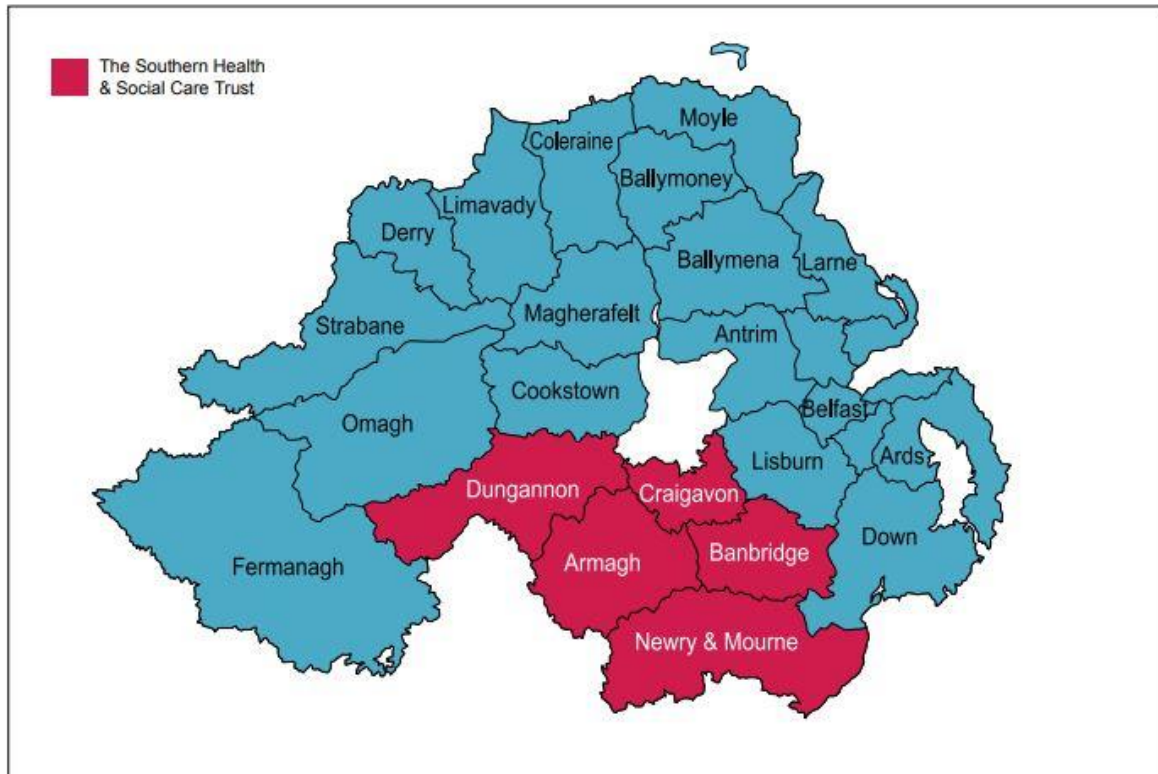 The Southern Health
& Social Care Trust
Moyle
Coleraine
Ballymoney
Limavady
Derry
Ballymena
Larne
Magherafelt
Strabane
Antrim
Cookstown
Belfast
Omagh
Lisburn
Ards
Dungannon
Craigavon
Down
Banbridge
Armagh
Fermanagh
Newry & Mourne